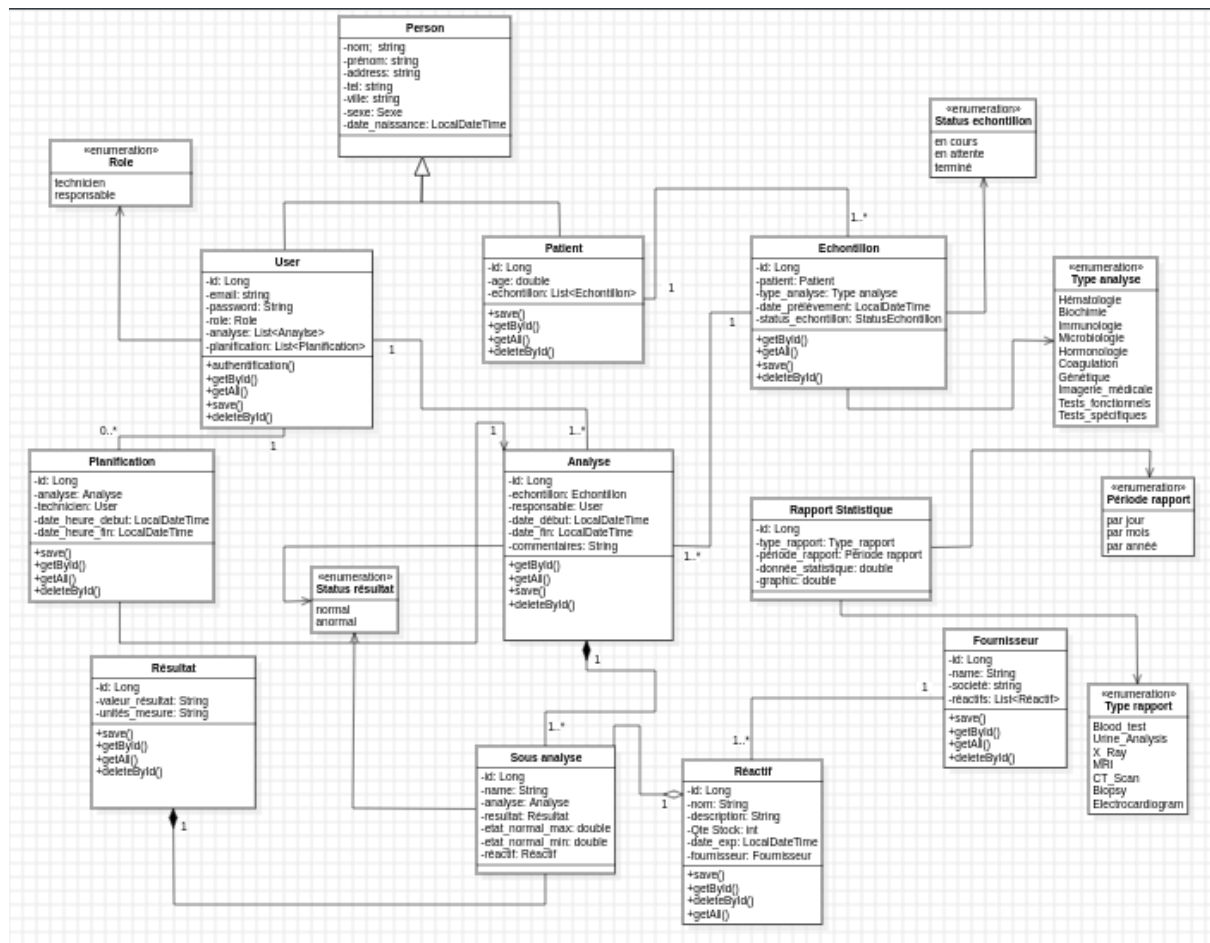 Person
-nom;  string
-prénom: string
-address: string
-tel: string
-ville: string
-sexe: Sexe
-date_naissance: LocalDateTime
«enumeration»
Status echontillon
en cours
en attente
terminé
«enumeration»
Role
technicien
responsable
1..*
User
-id: Long
-email: string
-password: String
-role: Role
-analyse: List<Anaylse>
-planification: List<Planification>
+authentification()
+getById()
+getAll()
+save()
+deleteById()
Patient
-id: Long
-age: double
-echontillon: List<Echontillon>
+save()
+getById()
+getAll()
+deleteById()
1
Echontillon
-id: Long
-patient: Patient
-type_analyse: Type analyse
-date_prélèvement: LocalDateTime
-status_echontillon: StatusEchontillon
+getById()
+getAll()
+save()
+deleteById()
«enumeration»
Type analyse
Hématologie
Biochimie
Immunologie
Microbiologie
Hormonologie
Coagulation
Génétique
Imagerie_médicale
Tests_fonctionnels
Tests_spécifiques
1
1
0..*
1
1
1..*
Planification
-id: Long
-analyse: Analyse
-technicien: User
-date_heure_debut: LocalDateTime
-date_heure_fin: LocalDateTime
+save()
+getById()
+getAll()
+deleteById()
Analyse
-id: Long
-echontillon: Echontillon
-responsable: User
-date_début: LocalDateTime
-date_fin: LocalDateTime
-commentaires: String
+getById()
+getAll()
+save()
+deleteById()
1..*
Rapport Statistique
-id: Long
-type_rapport: Type_rapport
-période_rapport: Période rapport
-donnée_statistique: double
-graphic: double
«enumeration»
Période rapport
par jour
par mois
par annéé
«enumeration»
Status résultat
normal
anormal
1
Résultat
-id: Long
-valeur_résultat: String
-unités_mesure: String
+save()
+getById()
+getAll()
+deleteById()
1
Fournisseur
-id: Long
-name: String
-societé: string
-réactifs: List<Réactif>
+save()
+getById()
+getAll()
+deleteById()
1
«enumeration»
Type rapport
Blood_test
Urine_Analysis
X_Ray
MRI
CT_Scan
Biopsy
Electrocardiogram
1..*
1..*
Sous analyse
-id: Long
-name: String
-analyse: Analyse
-resultat: Résultat
-etat_normal_max: double
-etat_normal_min: double
-réactif: Réactif
1
Réactif
-id: Long
-nom: String
-description: String
-Qte Stock: int
-date_exp: LocalDateTime
-fournisseur: Fournisseur
+save()
+getById()
+deleteById()
+getAll()